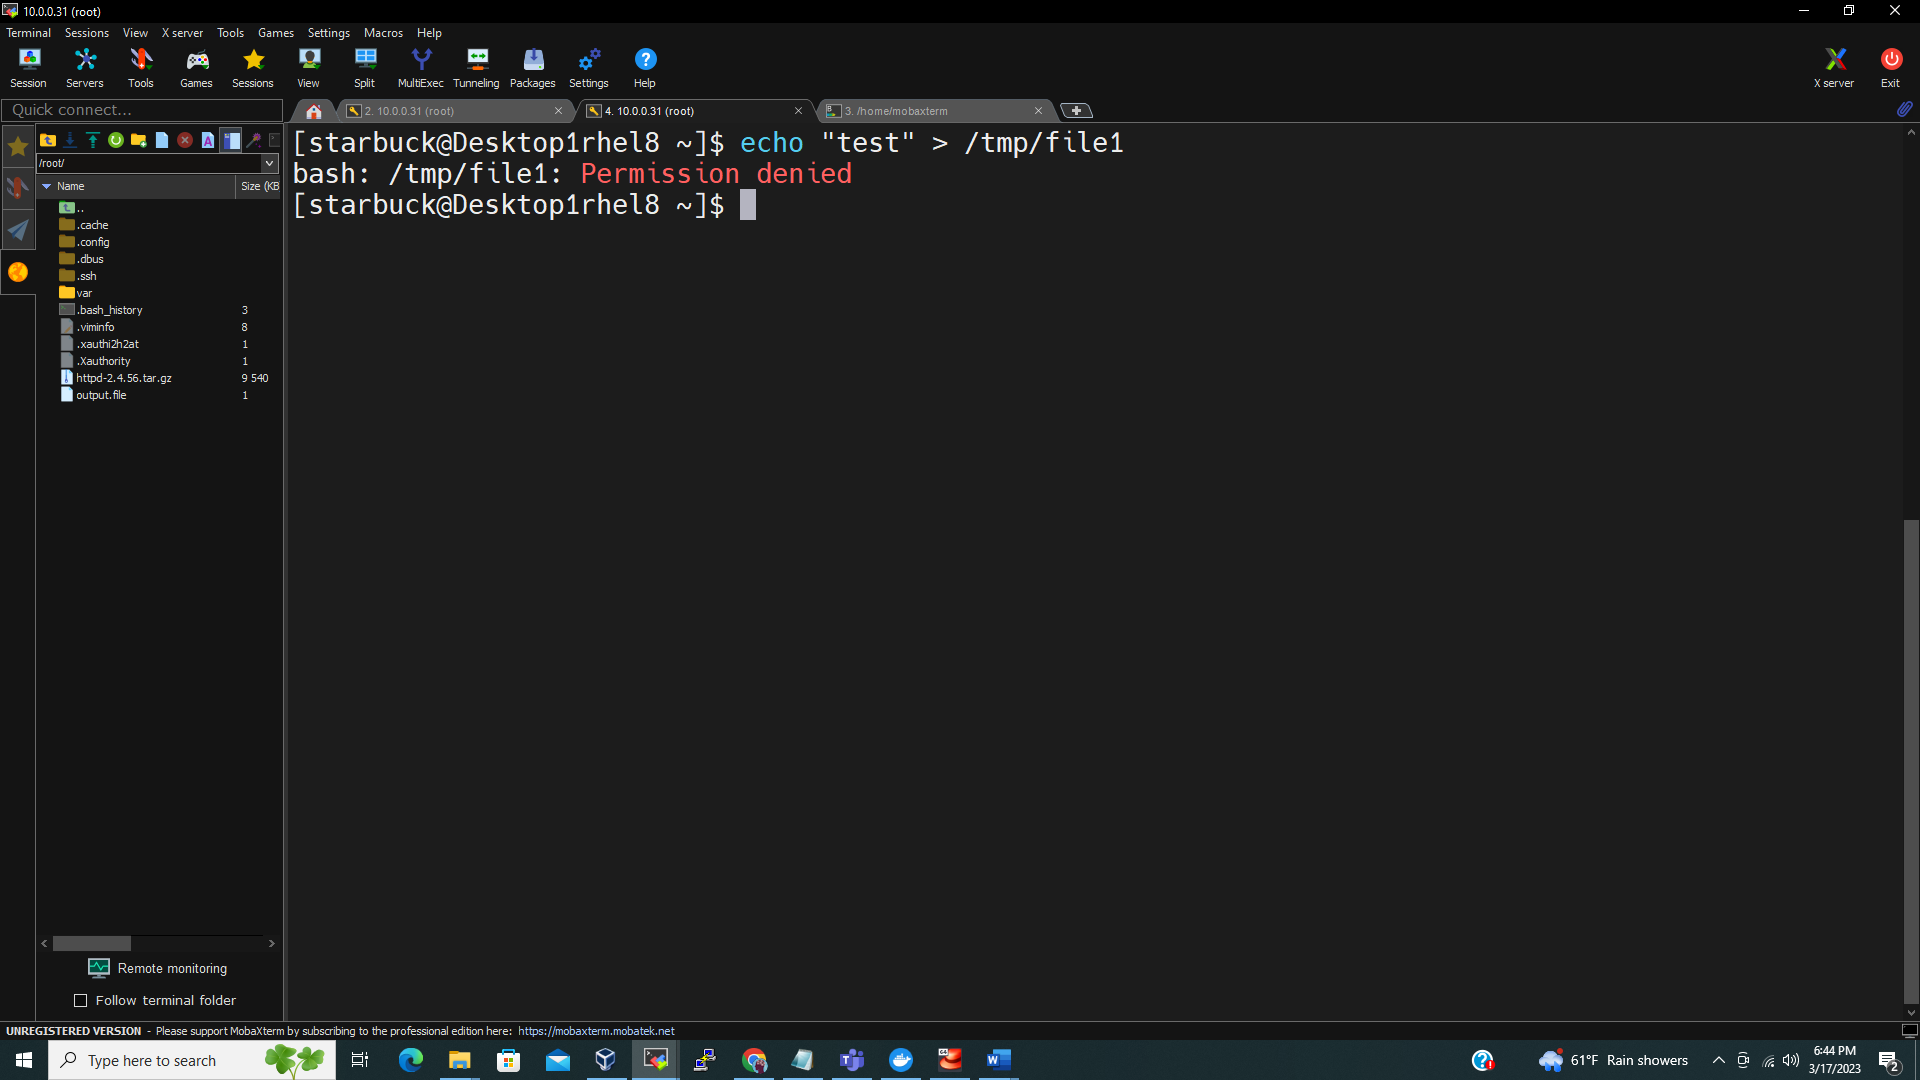 10.0.0.31 (root)
Terminal Sessions View X server Tools Games Settings Macros Help
Session Servers Tools Games Sessions View Split MultiExec Tunneling Packages Settings Help X server Exit
Quick connect...
2. 10.0.0.31 (root) 4. 10.0.0.31 (root) 3. /home/mobaxterm
/root/
Name Size (KB
..
.cache
.config
.dbus
.ssh
var
.bash_history 3
.viminfo 8
.xauthi2h2at 1
.Xauthority 1
httpd-2.4.56.tar.gz 9 540
output.file 1
[starbuck@Desktop1rhel8 ~]$ echo "test" > /tmp/file1
bash: /tmp/file1: Permission denied
[starbuck@Desktop1rhel8 ~]$
Remote monitoring
Follow terminal folder
UNREGISTERED VERSION - Please support MobaXterm by subscribing to the professional edition here: https://mobaxterm.mobatek.net
Type here to search
61°F Rain showers
6:44 PM
3/17/2023
2